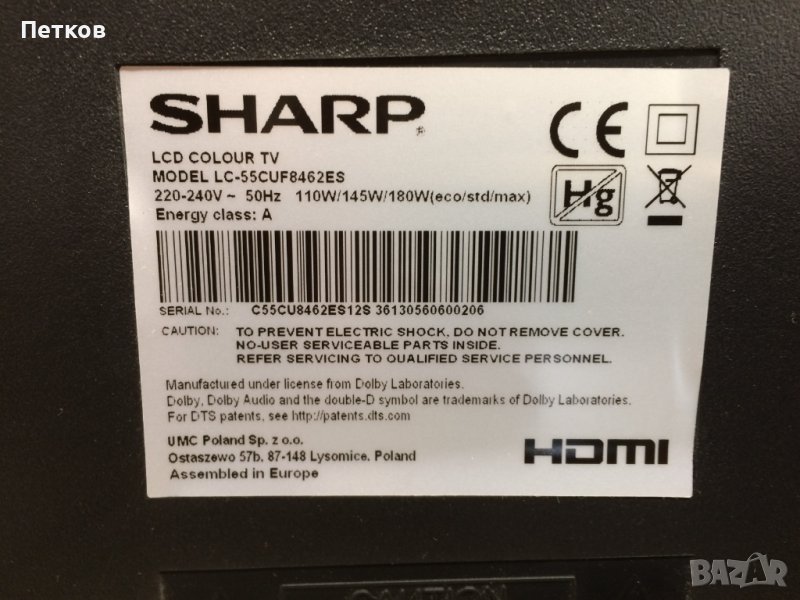 Петков
SHARP
LCD COLOUR TV
MODEL LC-55CUF8462ES
220-240V ~ 50Hz 110W/145W/180W(eco/std/max)
Energy class: A
CE
Hg
SERIAL No.: C55CU8462ES12S 36130560600206
CAUTION: TO PREVENT ELECTRIC SHOCK, DO NOT REMOVE COVER.
NO-USER SERVICEABLE PARTS INSIDE.
REFER SERVICING TO QUALIFIED SERVICE PERSONNEL.
Manufactured under license from Dolby Laboratories.
Dolby, Dolby Audio and the double-D symbol are trademarks of Dolby Laboratories.
For DTS patents, see http://patents.dts.com
UMC Poland Sp. z o.o.
Ostaszewo 57b, 87-148 Lysomice, Poland
Assembled in Europe
HDMI
CAUTION
BAZAR